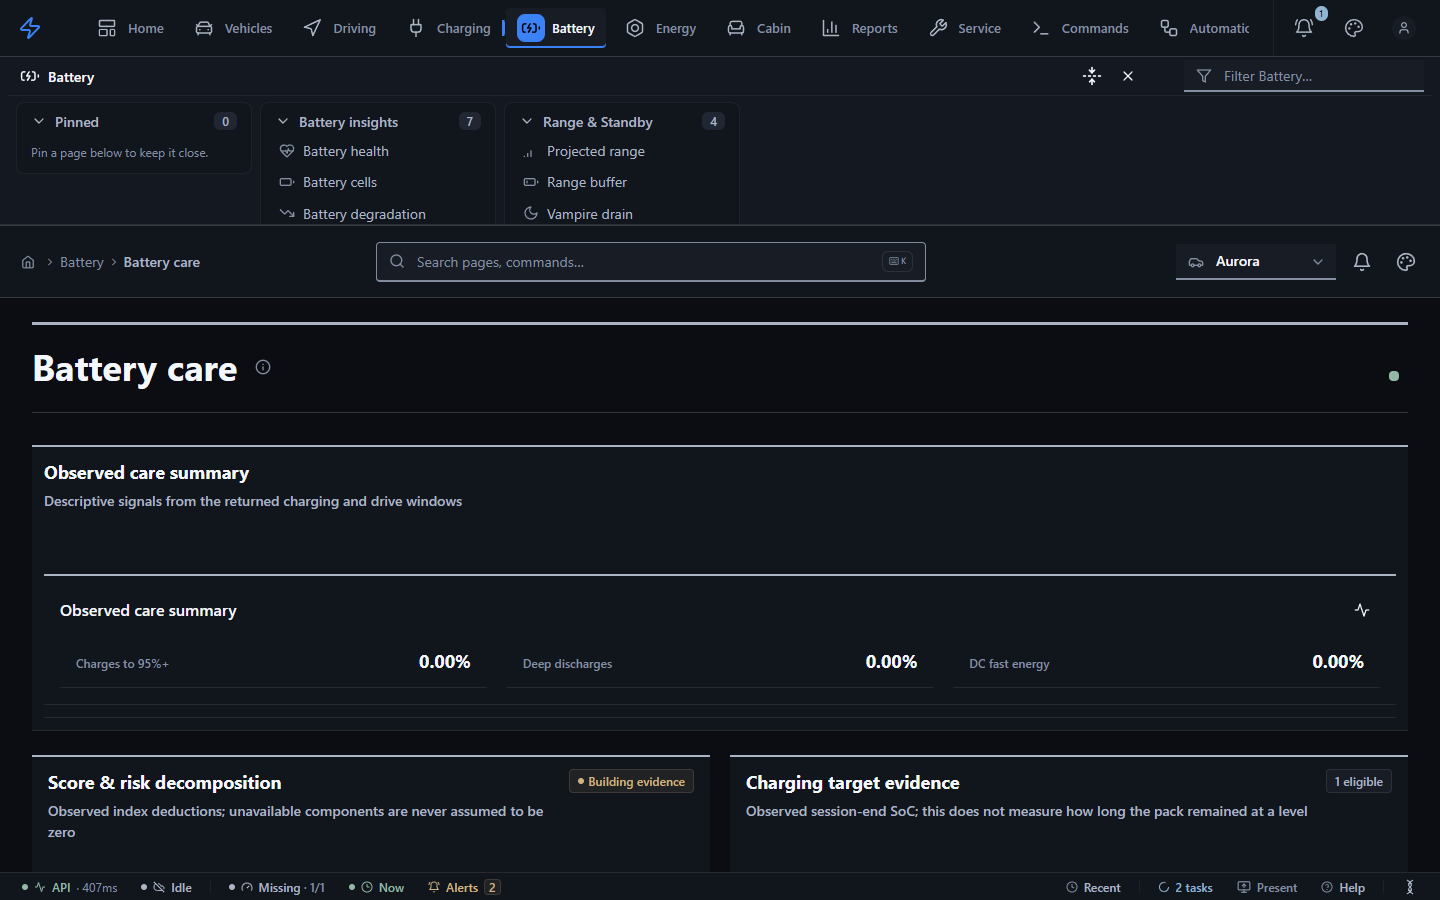 Home
Vehicles
Driving
Charging
Battery
Energy
Cabin
Reports
Service
Commands
Automatic
1
Battery
Filter Battery...
Pinned
0
Pin a page below to keep it close.
Battery insights
7
Battery health
Battery cells
Battery degradation
Range & Standby
4
Projected range
Range buffer
Vampire drain
Battery
Battery care
Search pages, commands...
K
Aurora
Battery care
Observed care summary
Descriptive signals from the returned charging and drive windows
Observed care summary
Charges to 95%+
0.00%
Deep discharges
0.00%
DC fast energy
0.00%
Score & risk decomposition
Building evidence
Observed index deductions; unavailable components are never assumed to be
zero
Charging target evidence
1 eligible
Observed session-end SoC; this does not measure how long the pack remained at a level
API · 407ms
Idle
Missing · 1/1
Now
Alerts 2
Recent
2 tasks
Present
Help